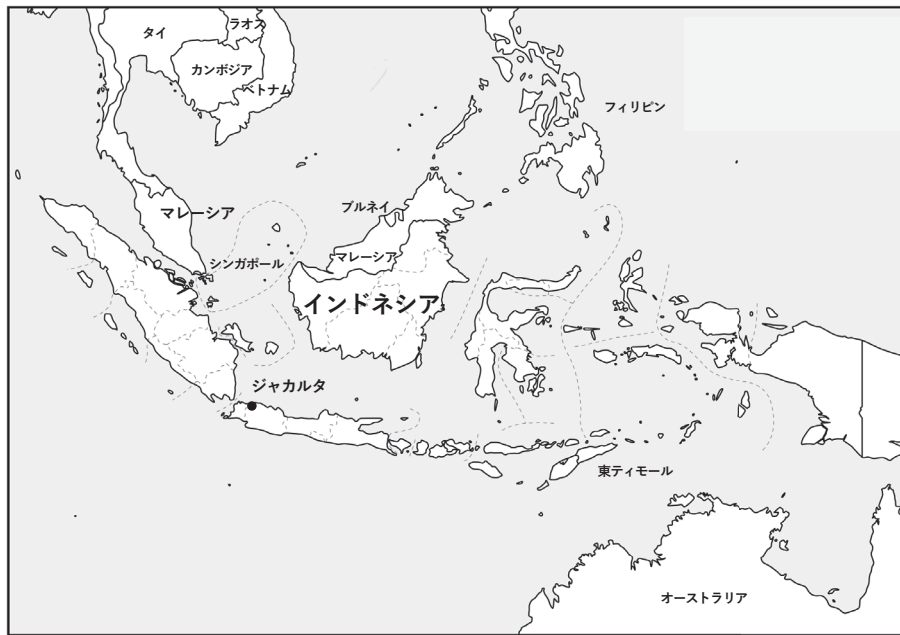 ラオス
タイ
カンボジア
ベトナム
フィリピン
マレーシア
ブルネイ
シンガポール
マレーシア
インドネシア
ジャカルタ
東ティモール
オーストラリア